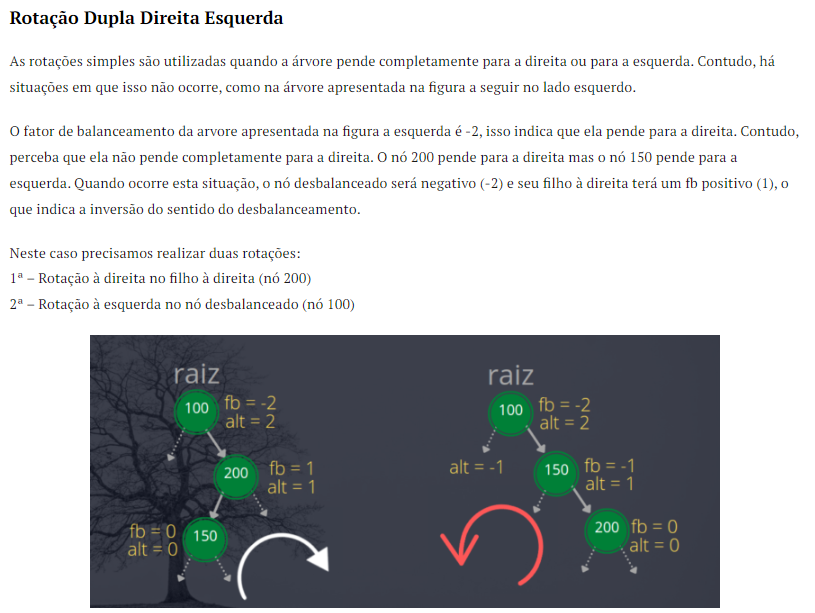 Rotação Dupla Direita Esquerda
As rotações simples são utilizadas quando a árvore pende completamente para a direita ou para a esquerda. Contudo, há
situações em que isso não ocorre, como na árvore apresentada na figura a seguir no lado esquerdo.
O fator de balanceamento da arvore apresentada na figura a esquerda é -2, isso indica que ela pende para a direita. Contudo,
perceba que ela não pende completamente para a direita. O nó 200 pende para a direita mas o nó 150 pende para a
esquerda. Quando ocorre esta situação, o nó desbalanceado será negativo (-2) e seu filho à direita terá um fb positivo (1), o
que indica a inversão do sentido do desbalanceamento.
Neste caso precisamos realizar duas rotações:
1ª – Rotação à direita no filho à direita (nó 200)
2ª – Rotação à esquerda no nó desbalanceado (nó 100)
raiz
100
fb = -2
alt = 2
200
fb = 1
alt = 1
fb = 0
alt = 0
150
raiz
100
fb = -2
alt = 2
alt = -1
150
fb = -1
alt = 1
200
fb = 0
alt = 0